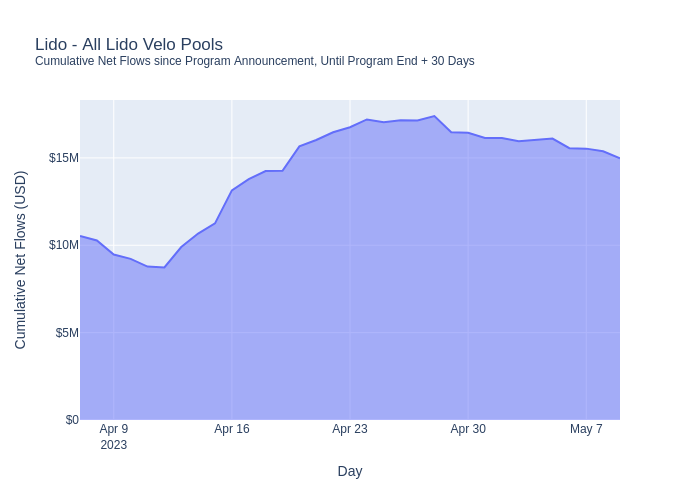 Lido - All Lido Velo Pools
Cumulative Net Flows since Program Announcement, Until Program End + 30 Days
Cumulative Net Flows (USD)
$15M
$10M
$5M
$0
Apr 9
2023
Apr 16
Apr 23
Apr 30
May 7
Day